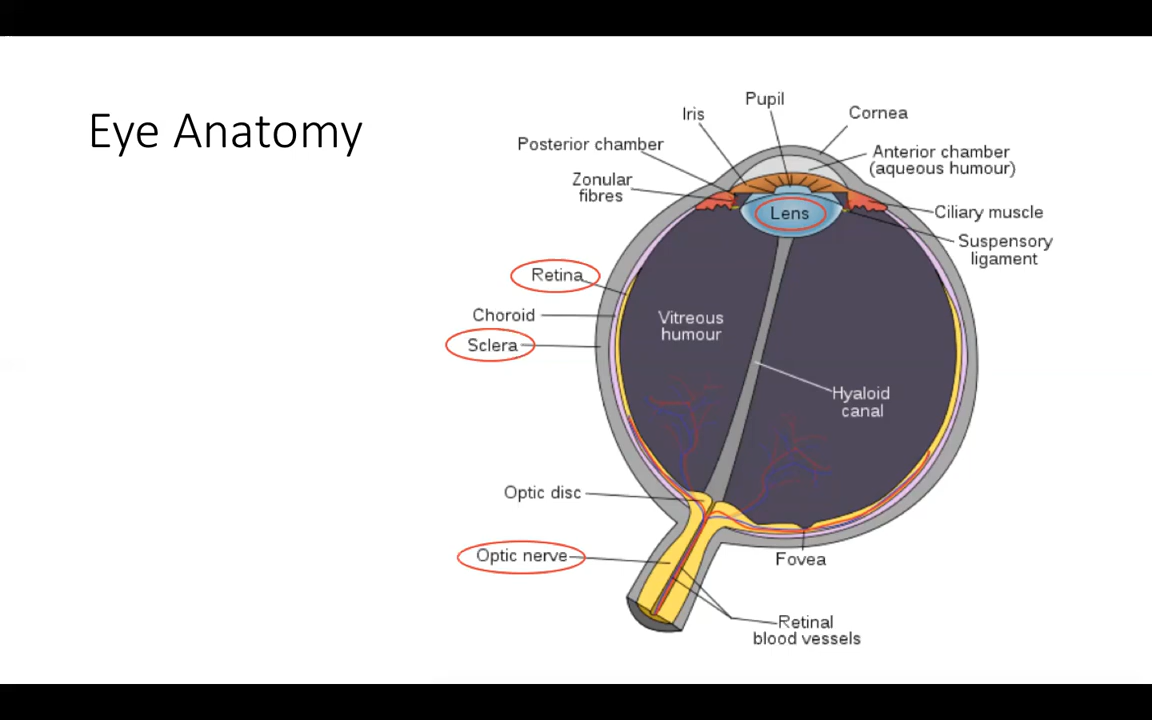 Eye Anatomy
Pupil
Iris
Cornea
Posterior chamber
Anterior chamber
(aqueous humour)
Zonular
fibres
Lens
Ciliary muscle
Suspensory
ligament
Retina
Choroid
Sclera
Vitreous
humour
Hyaloid
canal
Optic disc
Optic nerve
Fovea
Retinal
blood vessels